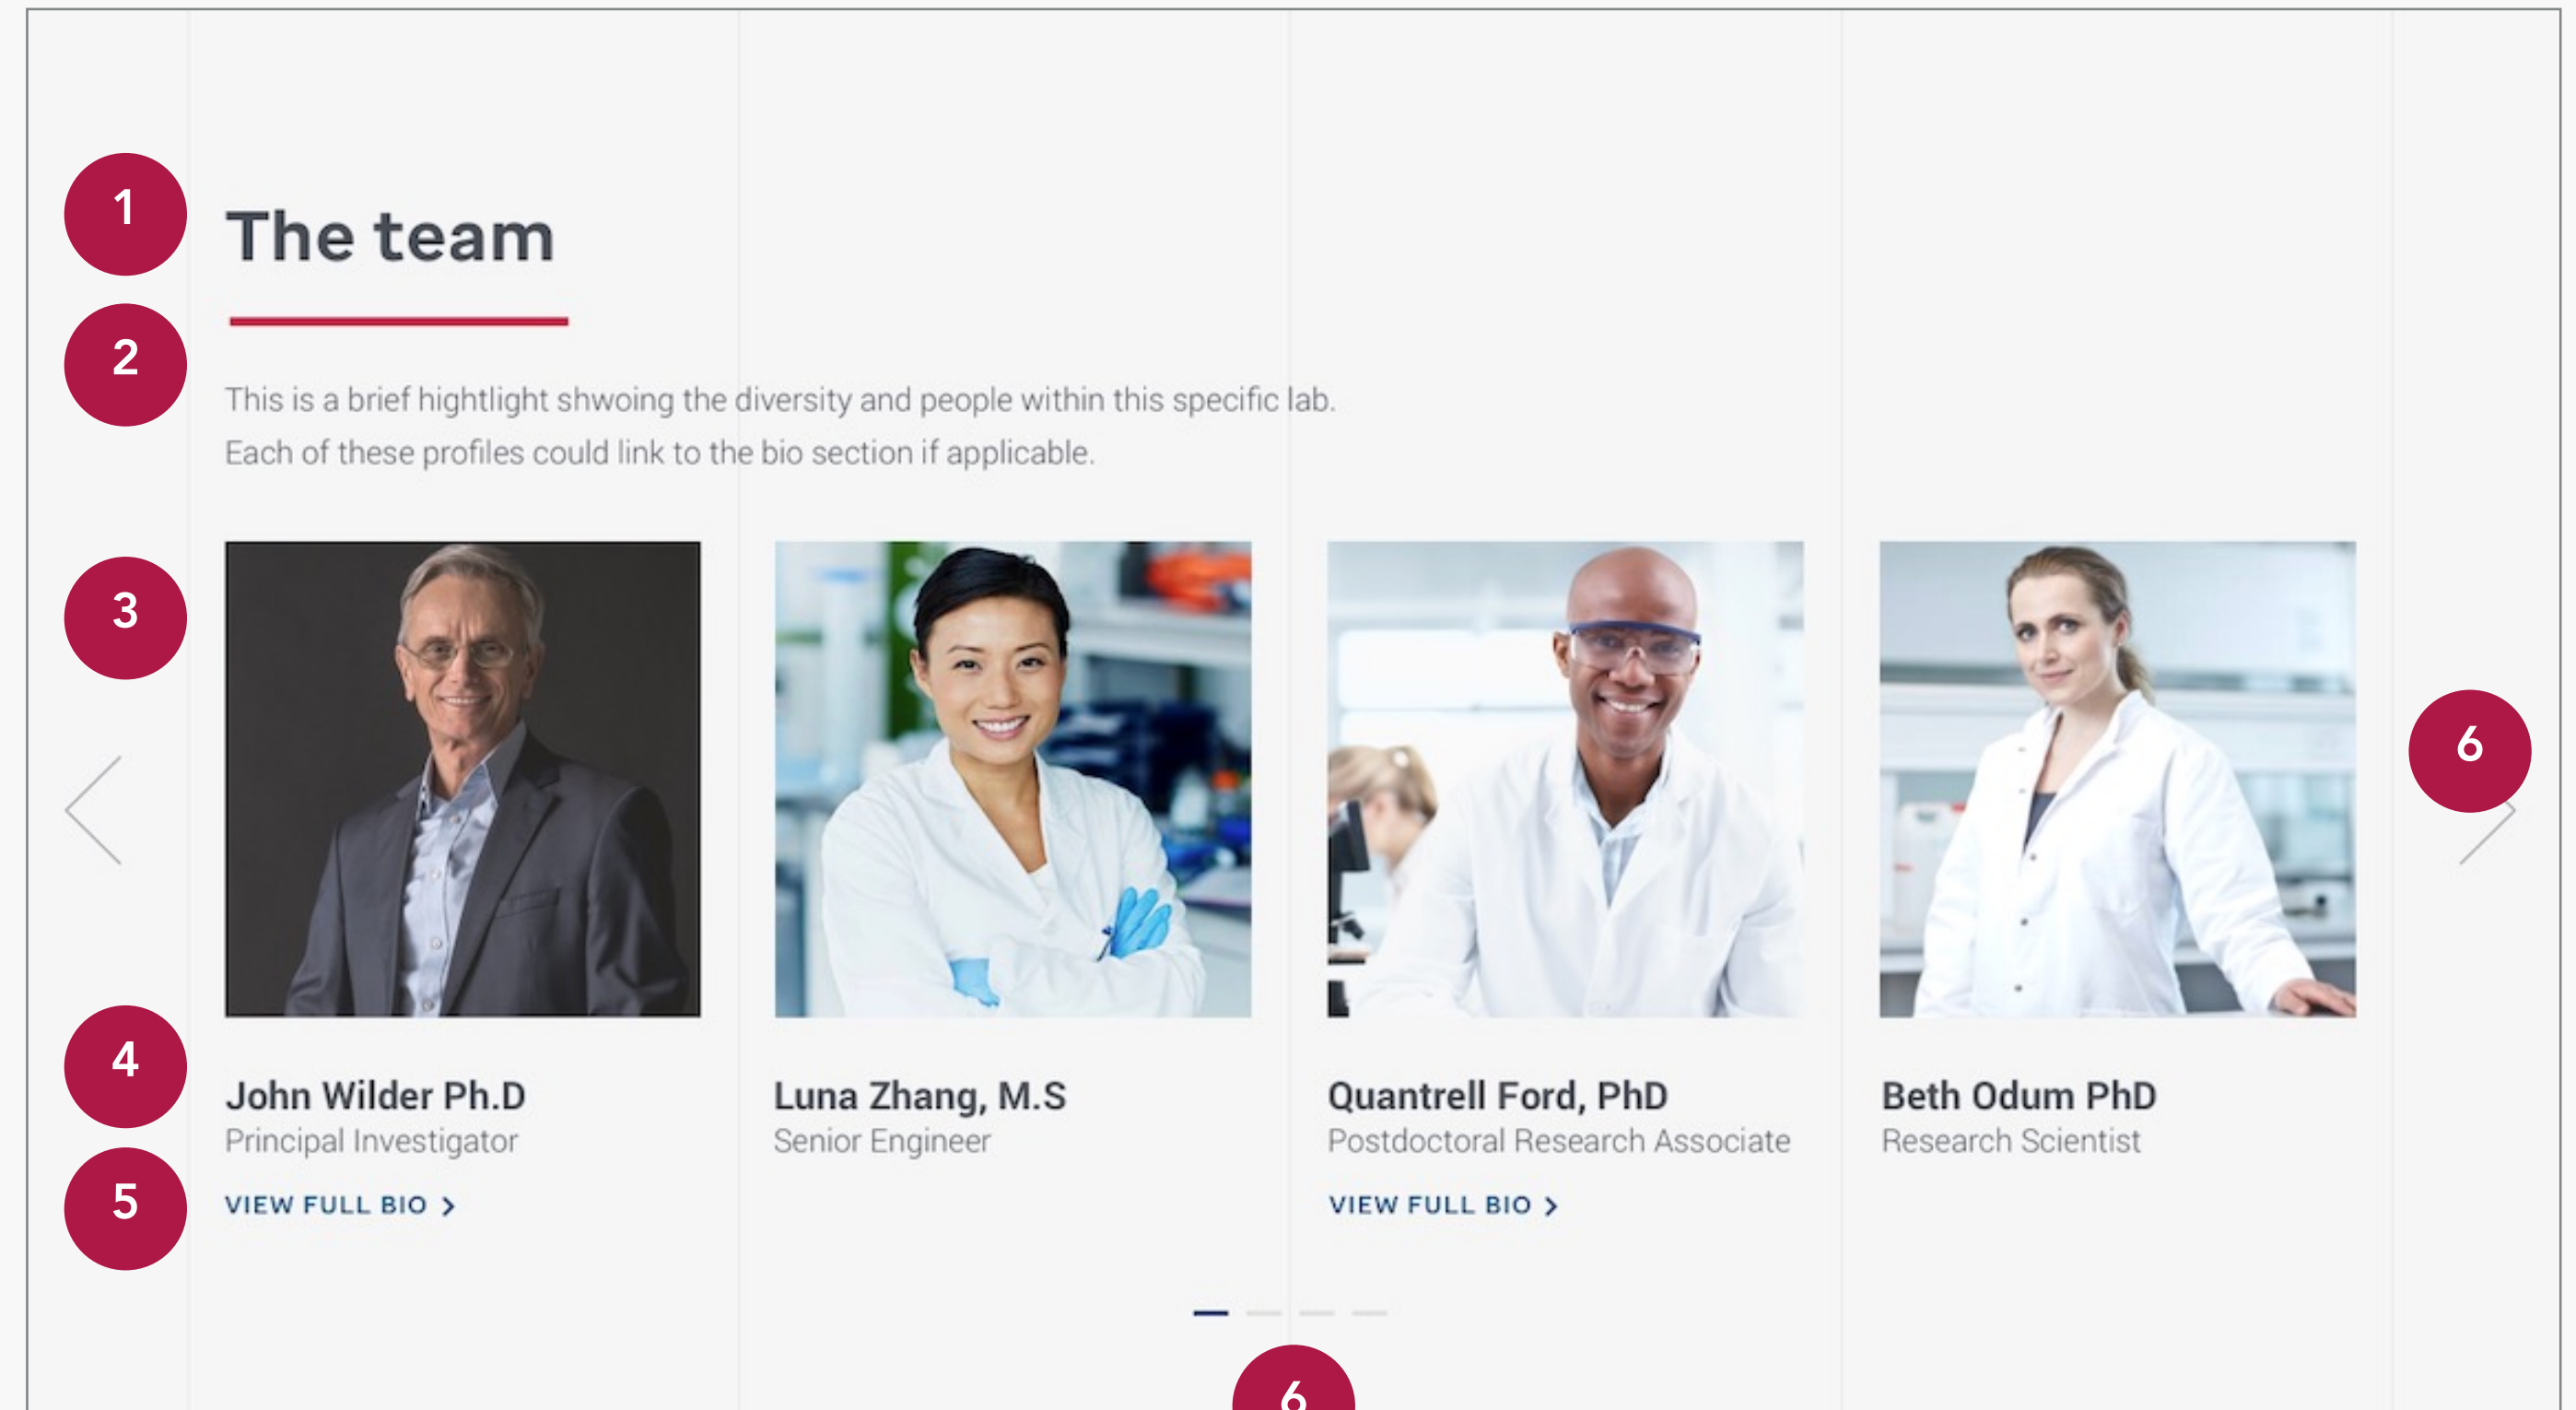 1
The team
2
This is a brief hightlight shwoing the diversity and people within this specific lab.
Each of these profiles could link to the bio section if applicable.
3
6
4
John Wilder Ph.D
Principal Investigator
5
VIEW FULL BIO >
Luna Zhang, M.S
Senior Engineer
Quantrell Ford, PhD
Postdoctoral Research Associate
VIEW FULL BIO >
Beth Odum PhD
Research Scientist
6